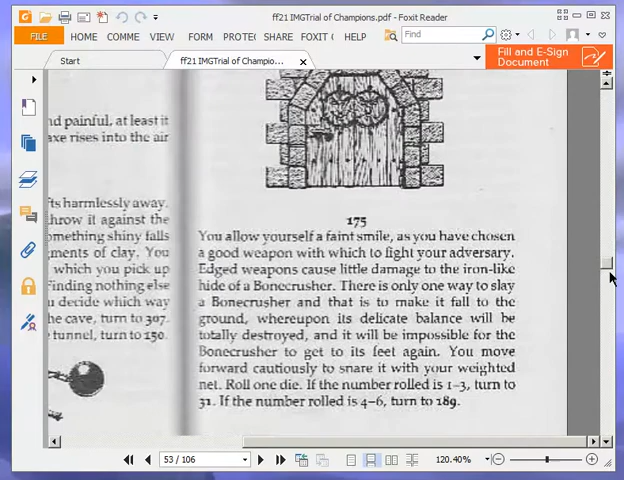 ff21 IMGTrial of Champions.pdf - Foxit Reader
FILE HOME COMME VIEW FORM PROTEC SHARE FOXIT C HELP Find
Start ff21 IMGTrial of Champio... Fill and E-Sign
Document
nd painful, at least it
axe rises into the air
fts harmlessly away.
throw it against the
omething shiny falls
gments of clay. You
which you pick up
Finding nothing else
u decide which way
he cave, turn to 307.
e tunnel, turn to 150.
175
You allow yourself a faint smile, as you have chosen
a good weapon with which to fight your adversary.
Edged weapons cause little damage to the iron-like
hide of a Bonecrusher. There is only one way to slay
a Bonecrusher and that is to make it fall to the
ground, whereupon its delicate balance will be
totally destroyed, and it will be impossible for the
Bonecrusher to get to its feet again. You move
forward cautiously to snare it with your weighted
net. Roll one die. If the number rolled is 1–3, turn to
31. If the number rolled is 4–6, turn to 189.
53 / 106 120.40%